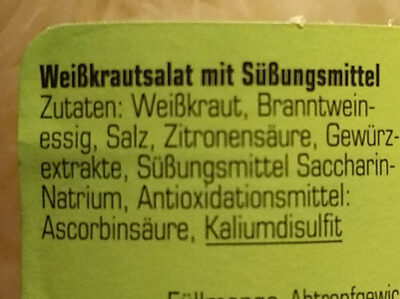 Weißkrautsalat mit Süßungsmittel
Zutaten: Weißkraut, Branntwein-
essig, Salz, Zitronensäure, Gewürz-
extrakte, Süßungsmittel Saccharin-
Natrium, Antioxidationsmittel:
Ascorbinsäure, Kaliumdisulfit